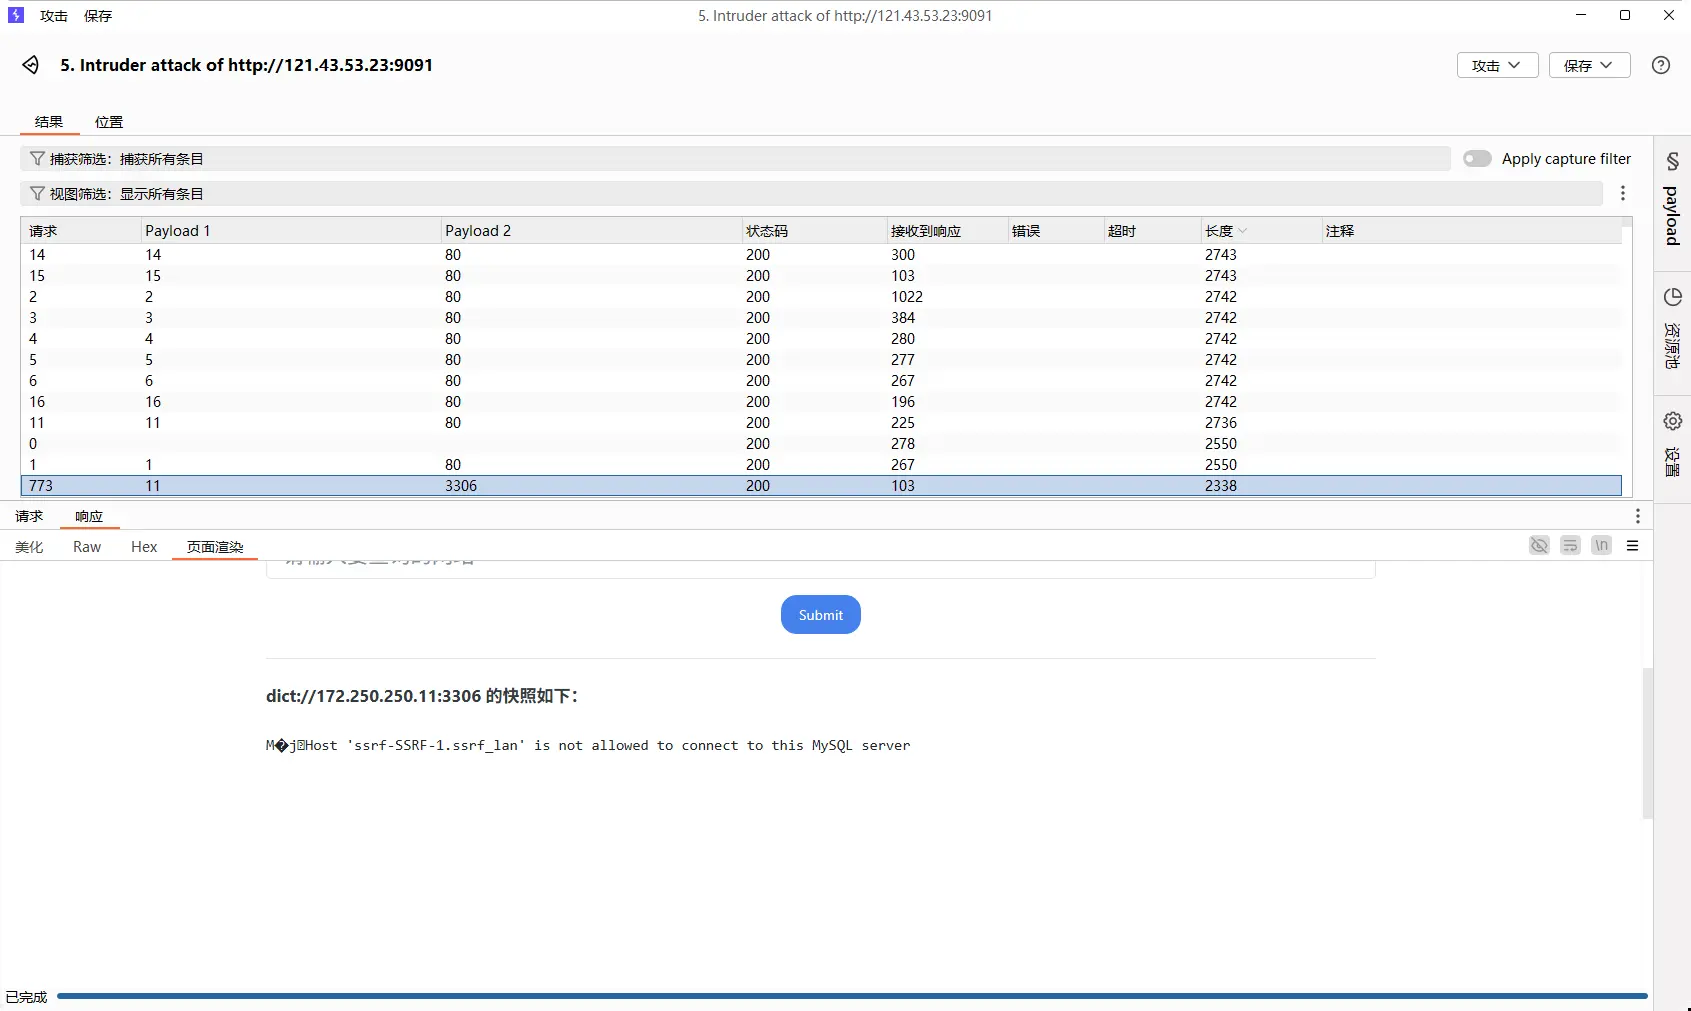 攻击 保存 5. Intruder attack of http://121.43.53.23:9091
5. Intruder attack of http://121.43.53.23:9091 攻击 保存
结果 位置
捕获筛选：捕获所有条目 Apply capture filter
视图筛选：显示所有条目
请求 Payload 1 Payload 2 状态码 接收到响应 错误 超时 长度 注释
14 14 80 200 300 2743
15 15 80 200 103 2743
2 2 80 200 1022 2742
3 3 80 200 384 2742
4 4 80 200 280 2742
5 5 80 200 277 2742
6 6 80 200 267 2742
16 16 80 200 196 2742
11 11 80 200 225 2736
0 200 278 2550
1 1 80 200 267 2550
773 11 3306 200 103 2338
payload
资源池
设置
请求 响应
美化 Raw Hex 页面渲染 \n
Submit
dict://172.250.250.11:3306 的快照如下：
M�jHost 'ssrf-SSRF-1.ssrf_lan' is not allowed to connect to this MySQL server
已完成